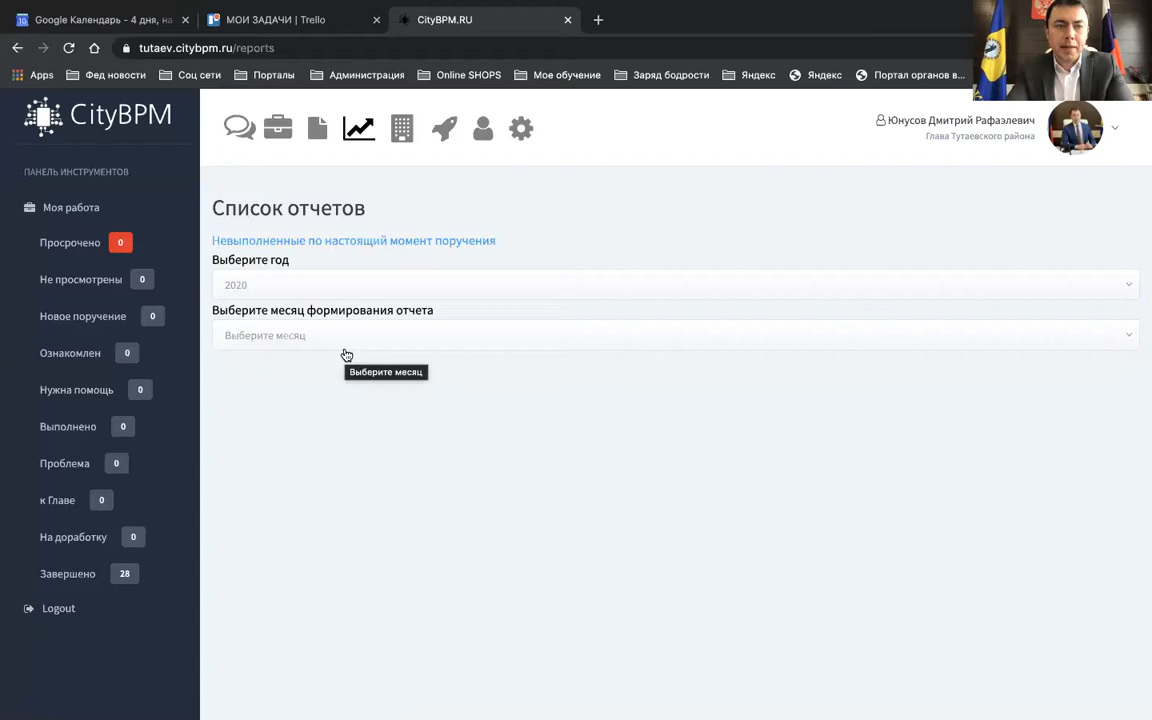 Google Календарь - 4 дня, на
МОИ ЗАДАЧИ | Trello
CityBPM.RU
tutaev.citybpm.ru/reports
Apps
Фед новости
Соц сети
Порталы
Администрация
Online SHOPS
Мое обучение
Заряд бодрости
Яндекс
Яндекс
Портал органов в...
CityBPM
Юнусов Дмитрий Рафаэлевич
Глава Тутаевского района
ПАНЕЛЬ ИНСТРУМЕНТОВ
Моя работа
Просрочено 0
Не просмотрены 0
Новое поручение 0
Ознакомлен 0
Нужна помощь 0
Выполнено 0
Проблема 0
к Главе 0
На доработку 0
Завершено 28
Logout
Список отчетов
Невыполненные по настоящий момент поручения
Выберите год
2020
Выберите месяц формирования отчета
Выберите месяц
Выберите месяц